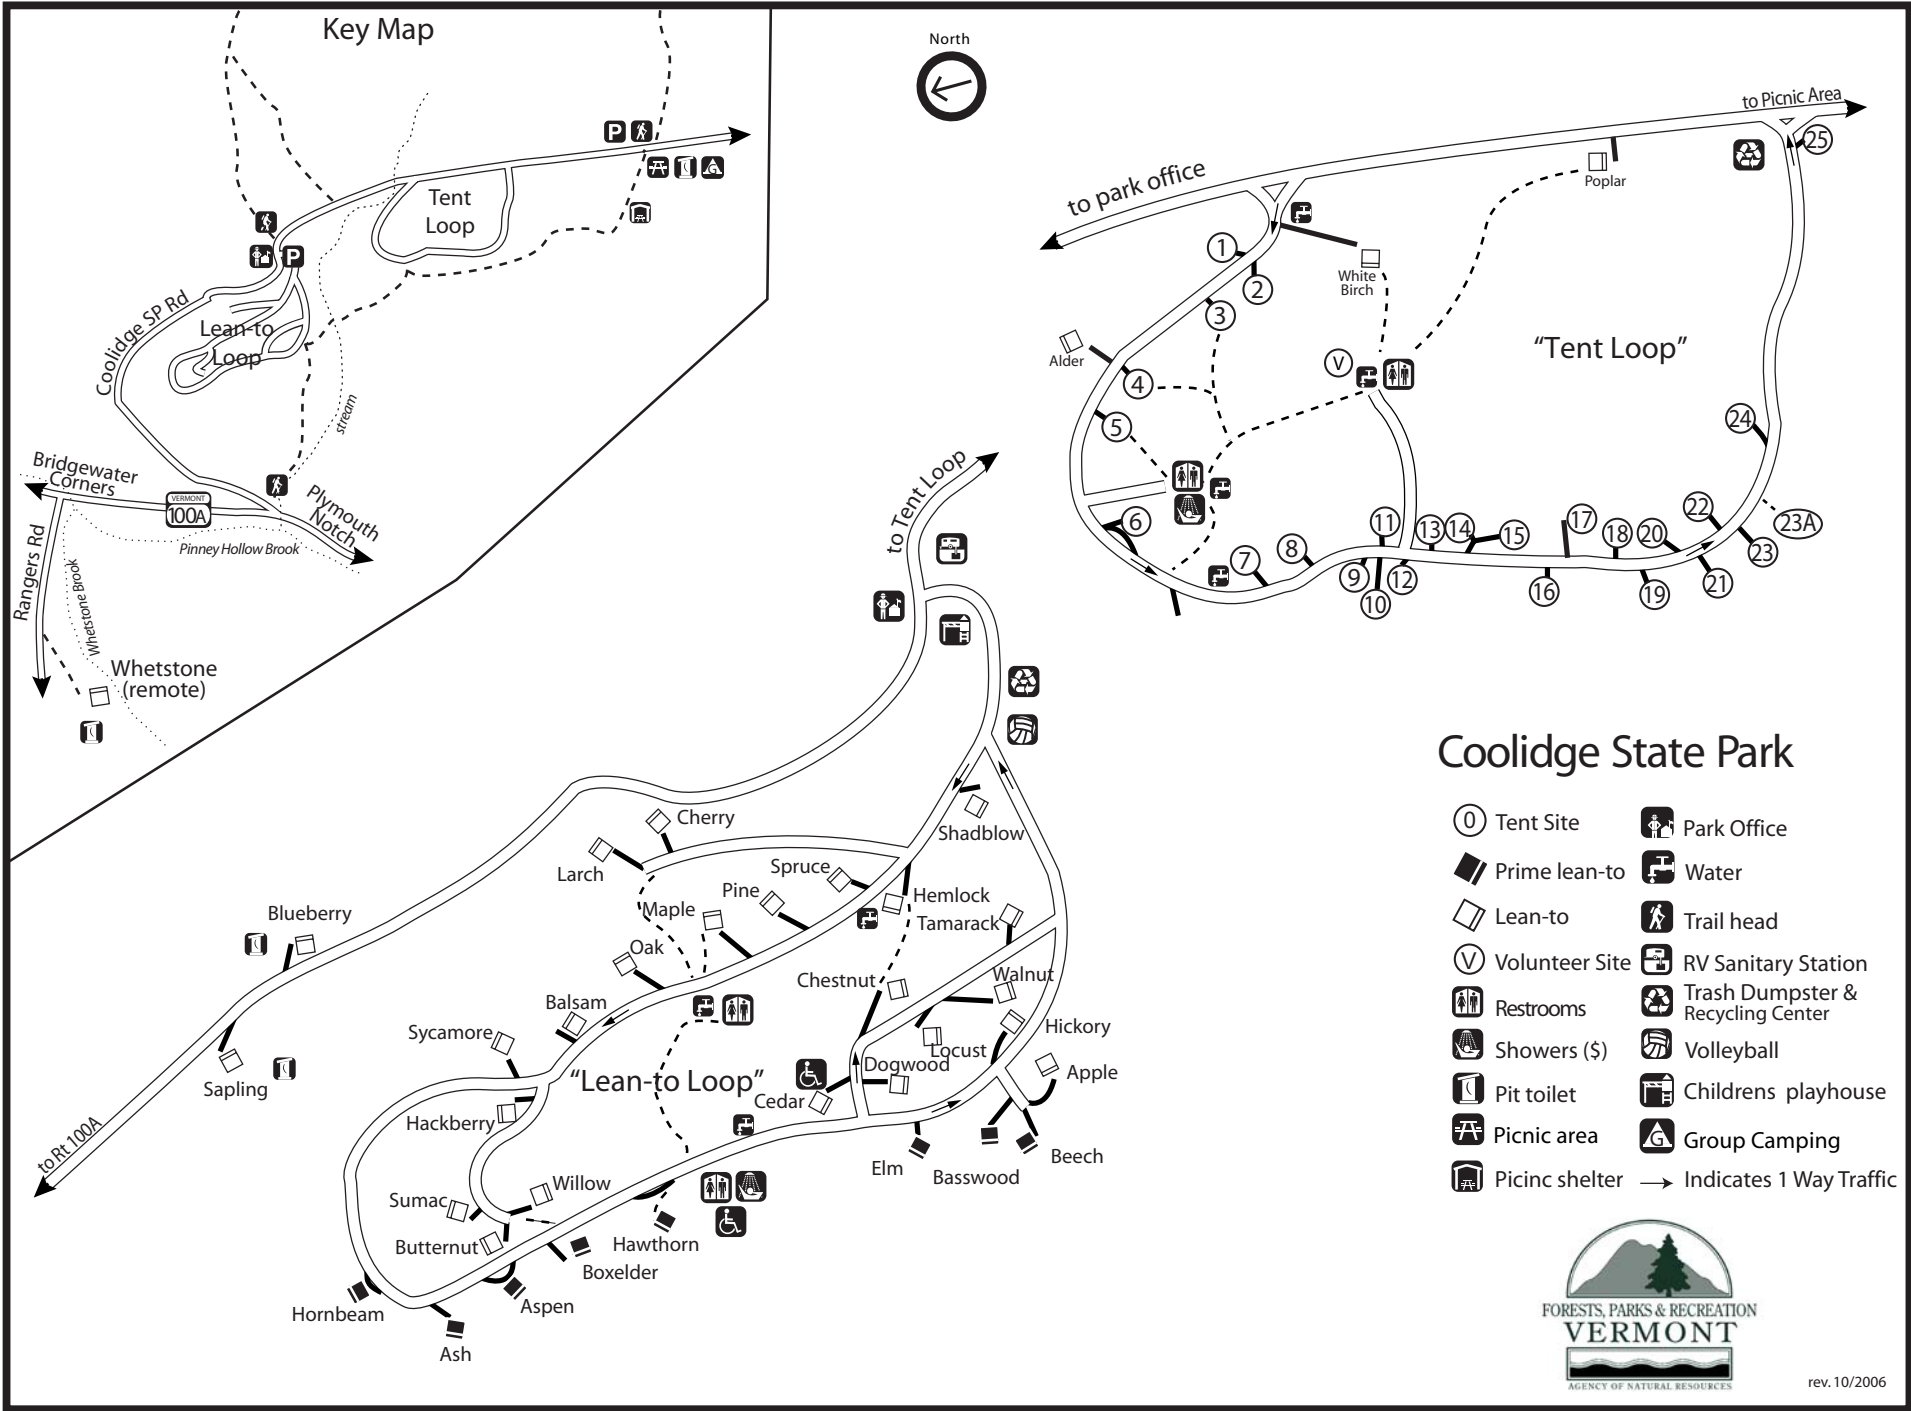 Key Map
North
P
P
G
Tent
Loop
Coolidge SP Rd
Lean-to
Loop
stream
Bridgewater
Corners
VERMONT
100A
Plymouth
Notch
Pinney Hollow Brook
Rangers Rd
Whetstone Brook
Whetstone
(remote)
to Picnic Area
to park office
Poplar
25
1
2
3
White
Birch
Alder
4
5
V
"Tent Loop"
24
6
7
8
9
10
11
12
13
14
15
16
17
18
19
20
21
22
23
23A
to Tent Loop
Shadblow
Cherry
Larch
Spruce
Pine
Maple
Oak
Hemlock
Tamarack
Blueberry
Chestnut
Walnut
Balsam
Sycamore
Hickory
Locust
Dogwood
Apple
Sapling
"Lean-to Loop"
Cedar
Hackberry
to Rt 100A
Elm
Basswood
Beech
Willow
Sumac
Butternut
Hawthorn
Boxelder
Hornbeam
Aspen
Ash
Coolidge State Park
0 Tent Site
Park Office
Prime lean-to
Water
Lean-to
Trail head
V Volunteer Site
RV Sanitary Station
Restrooms
Trash Dumpster &
Recycling Center
Showers ($)
Volleyball
Pit toilet
Childrens playhouse
Picnic area
G Group Camping
Picinc shelter
Indicates 1 Way Traffic
FORESTS, PARKS & RECREATION
VERMONT
AGENCY OF NATURAL RESOURCES
rev. 10/2006